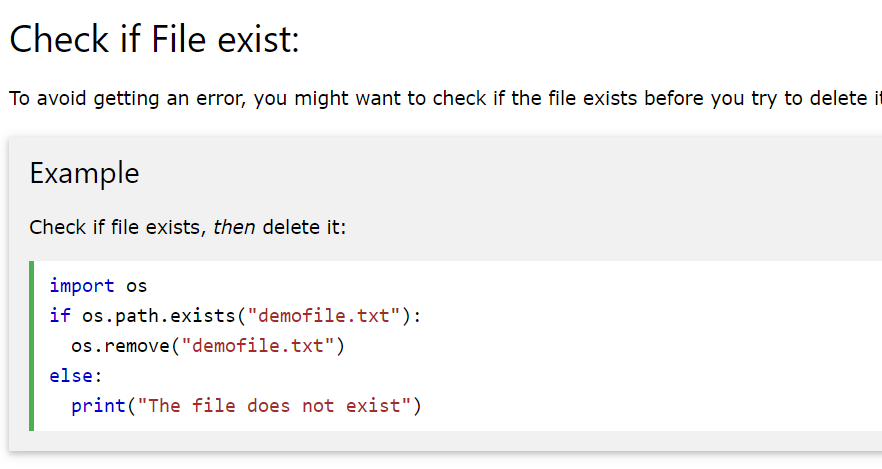 Check if File exist:
To avoid getting an error, you might want to check if the file exists before you try to delete it
Example
Check if file exists, then delete it:
import os
if os.path.exists("demofile.txt"):
  os.remove("demofile.txt")
else:
  print("The file does not exist")